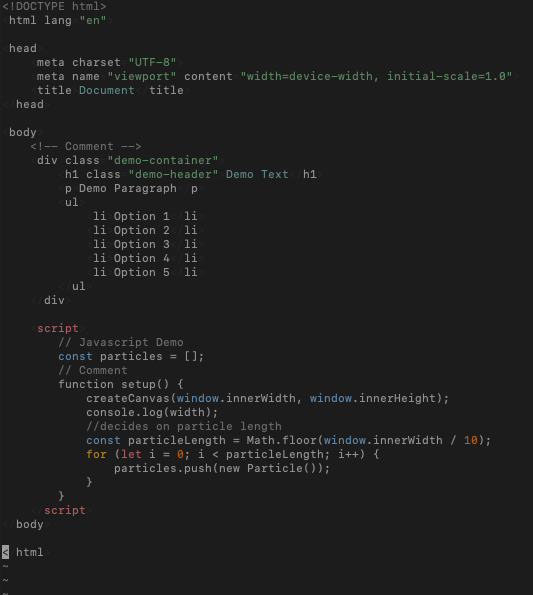 <!DOCTYPE html>
<html lang="en">
<head>
<meta charset="UTF-8">
<meta name="viewport" content="width=device-width, initial-scale=1.0">
<title>Document</title>
</head>
<body>
<!-- Comment -->
<div class="demo-container">
<h1 class="demo-header">Demo Text</h1>
<p>Demo Paragraph</p>
<ul>
<li>Option 1</li>
<li>Option 2</li>
<li>Option 3</li>
<li>Option 4</li>
<li>Option 5</li>
</ul>
</div>
<script>
// Javascript Demo
const particles = [];
// Comment
function setup() {
createCanvas(window.innerWidth, window.innerHeight);
console.log(width);
//decides on particle length
const particleLength = Math.floor(window.innerWidth / 10);
for (let i = 0; i < particleLength; i++) {
particles.push(new Particle());
}
}
</script>
</body>
</html>
~
~
~